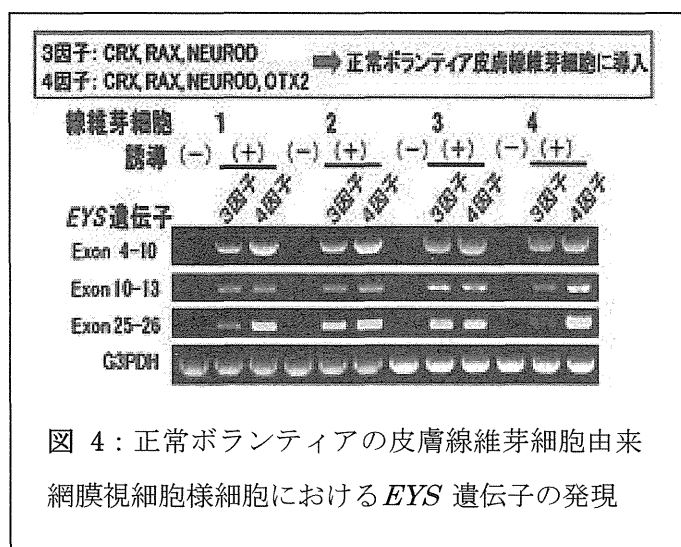 3因子: CRX, RAX, NEUROD
4因子: CRX, RAX, NEUROD, OTX2
➡正常ボランティア皮膚線維芽細胞に導入
線維芽細胞 1 2 3 4
誘導 (-) (+) (-) (+) (-) (+) (-) (+)
3因子 4因子 3因子 4因子 3因子 4因子 3因子 4因子
EYS遺伝子
Exon 4-10
Exon 10-13
Exon 25-26
G3PDH
図 4：正常ボランティアの皮膚線維芽細胞由来
網膜視細胞様細胞におけるEYS 遺伝子の発現